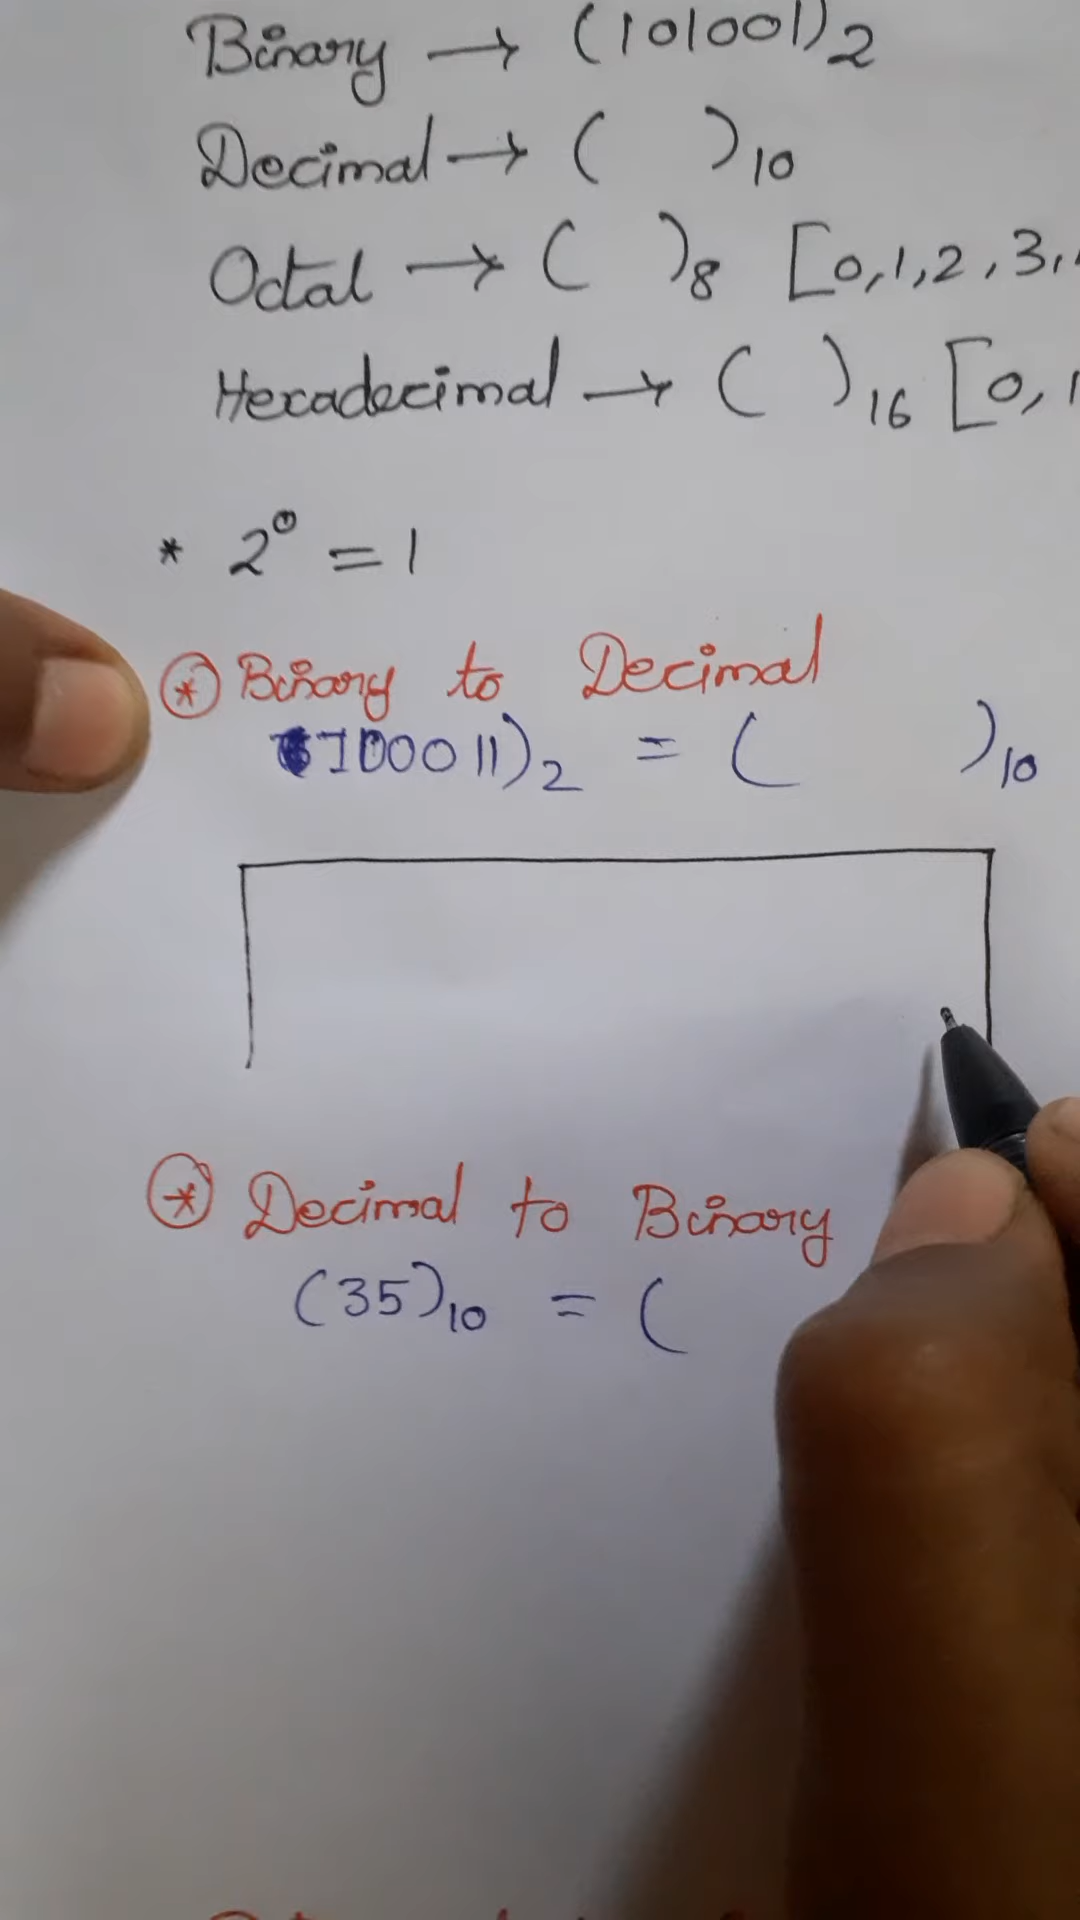 Binary → (101001)2
Decimal → ( )10
Octal → ( )8 [0,1,2,3,
Hexadecimal → ( )16 [0,1
* 2⁰ = 1
* Binary to Decimal
(100011)2 = ( )10
* Decimal to Binary
(35)10 = (